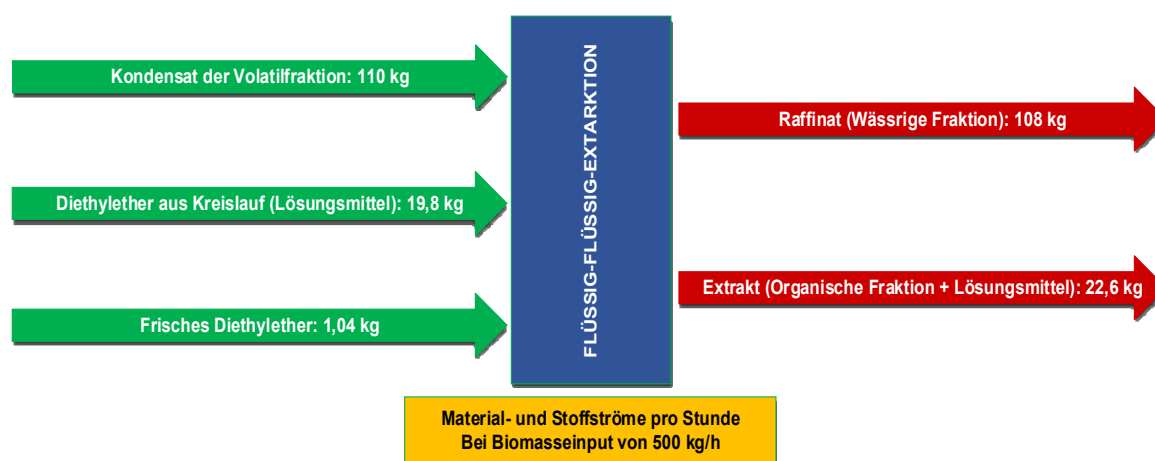 Kondensat der Volatilfraktion: 110 kg
Diethylether aus Kreislauf (Lösungsmittel): 19,8 kg
Frisches Diethylether: 1,04 kg
FLÜSSIG-FLÜSSIG-EXTARKTION
Raffinat (Wässrige Fraktion): 108 kg
Extrakt (Organische Fraktion + Lösungsmittel): 22,6 kg
Material- und Stoffströme pro Stunde
Bei Biomasseinput von 500 kg/h